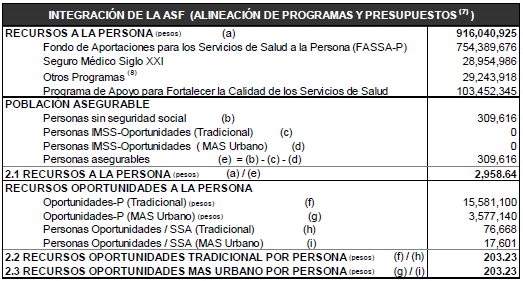 INTEGRACIÓN DE LA ASF (ALINEACIÓN DE PROGRAMAS Y PRESUPUESTOS (7) )
RECURSOS A LA PERSONA (pesos) (a) 916,040,925
Fondo de Aportaciones para los Servicios de Salud a la Persona (FASSA-P) 754,389,676
Seguro Médico Siglo XXI 28,954,986
Otros Programas (8) 29,243,918
Programa de Apoyo para Fortalecer la Calidad de los Servicios de Salud 103,452,345
POBLACIÓN ASEGURABLE
Personas sin seguridad social (b) 309,616
Personas IMSS-Oportunidades (Tradicional) (c) 0
Personas IMSS-Oportunidades ( MAS Urbano) (d) 0
Personas asegurables (e) = (b) - (c) - (d) 309,616
2.1 RECURSOS A LA PERSONA (pesos) (a) / (e) 2,958.64
RECURSOS OPORTUNIDADES A LA PERSONA
Oportunidades-P (Tradicional) (pesos) (f) 15,581,100
Oportunidades-P (MAS Urbano) (pesos) (g) 3,577,140
Personas Oportunidades / SSA (Tradicional) (h) 76,668
Personas Oportunidades / SSA (MAS Urbano) (i) 17,601
2.2 RECURSOS OPORTUNIDADES TRADICIONAL POR PERSONA (pesos) (f) / (h) 203.23
2.3 RECURSOS OPORTUNIDADES MAS URBANO POR PERSONA (pesos) (g) / (i) 203.23